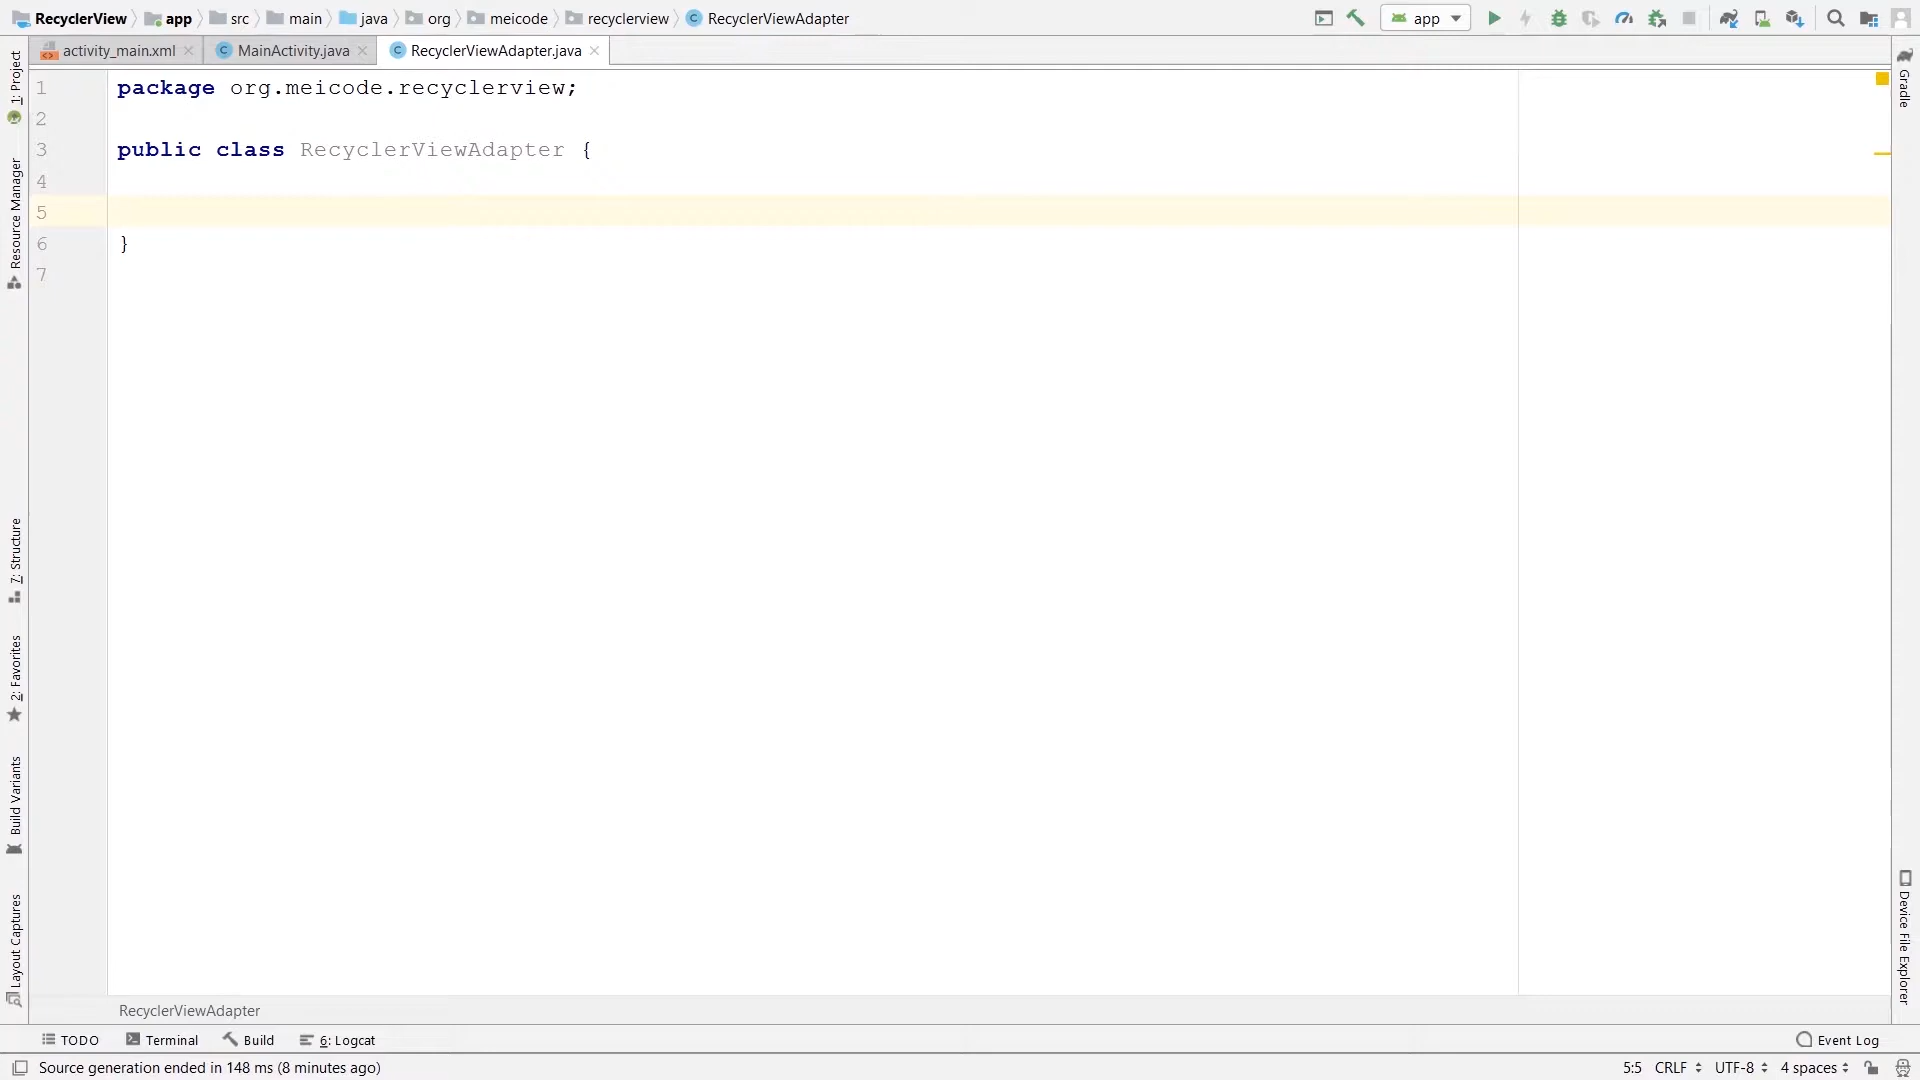 RecyclerView app src main java org meicode recyclerview RecyclerViewAdapter app
activity_main.xml MainActivity.java RecyclerViewAdapter.java
1 package org.meicode.recyclerview;
2
3 public class RecyclerViewAdapter {
4
5
6 }
7
1: Project
Resource Manager
7: Structure
2: Favorites
Build Variants
Layout Captures
Gradle
Device File Explorer
RecyclerViewAdapter
TODO Terminal Build 6: Logcat Event Log
Source generation ended in 148 ms (8 minutes ago) 5:5 CRLF UTF-8 4 spaces